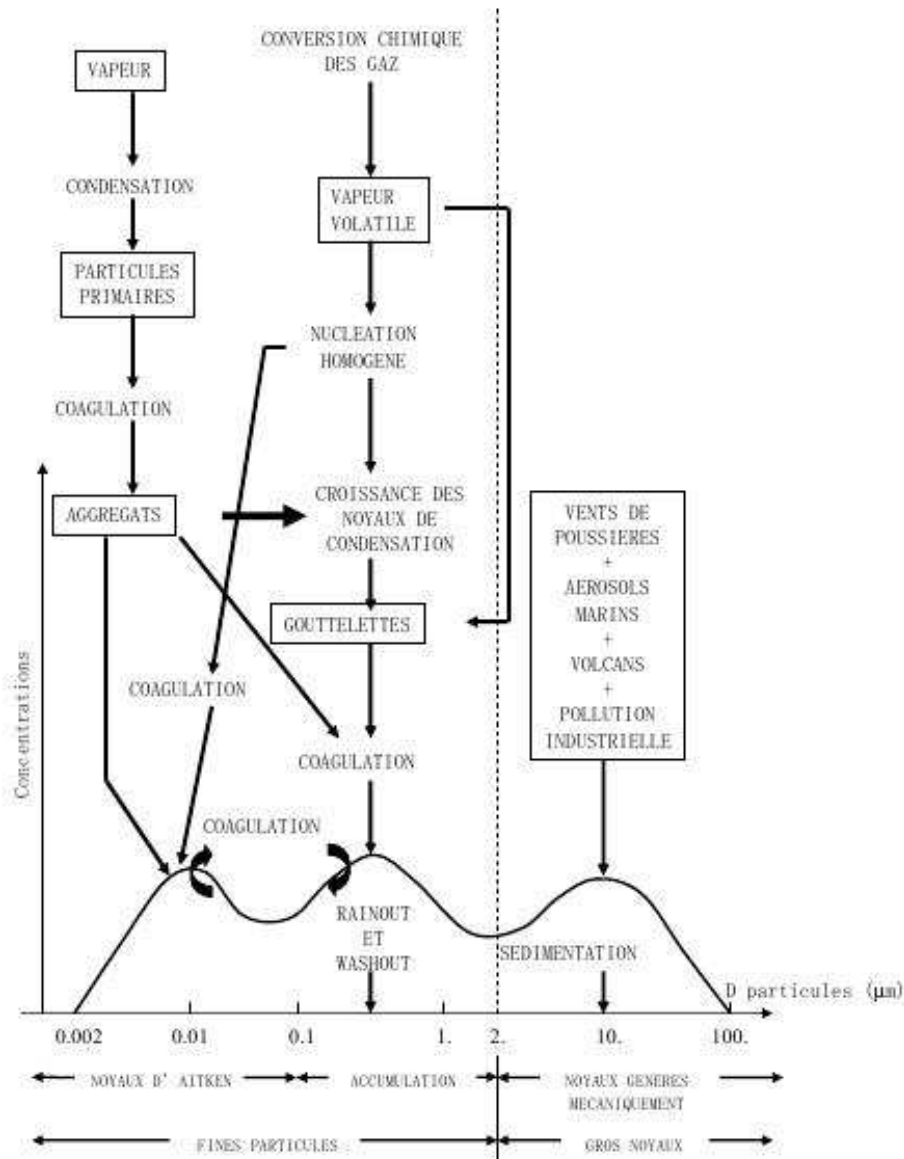 CONVERSION CHIMIQUE
DES GAZ
VAPEUR
CONDENSATION
VAPEUR
VOLATILE
PARTICULES
PRIMAIRES
NUCLEATION
HOMOGENE
COAGULATION
AGGREGATS
CROISSANCE DES
NOYAUX DE
CONDENSATION
VENTS DE
POUSSIERES
+
AEROSOLS
MARINS
+
VOLCANS
+
POLLUTION
INDUSTRIELLE
GOUTTELETTES
COAGULATION
COAGULATION
Concentrations
COAGULATION
RAINOUT
ET
WASHOUT
SEDIMENTATION
D particules (μm)
0.002 0.01 0.1 1. 2. 10. 100.
NOYAUX D' AITKEN
ACCUMULATION
NOYAUX GENERES
MECANIQUEMENT
FINES PARTICULES
GROS NOYAUX